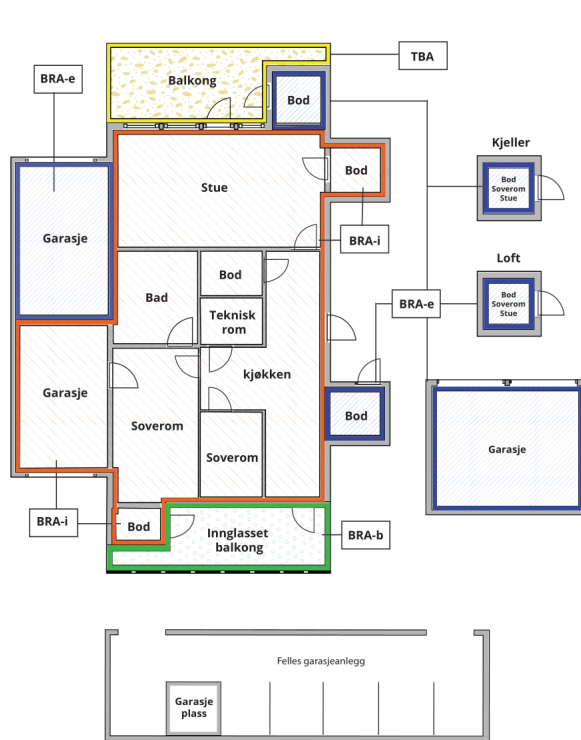 TBA
BRA-e
Balkong
Bod
Kjeller
Bod
Soverom
Stue
Bod
Stue
Garasje
BRA-i
Loft
Bod
Bad
Teknisk
rom
BRA-e
Bod
Soverom
Stue
kjøkken
Garasje
Bod
Soverom
Soverom
Garasje
BRA-i
Bod
Innglasset
balkong
BRA-b
Felles garasjeanlegg
Garasje
plass